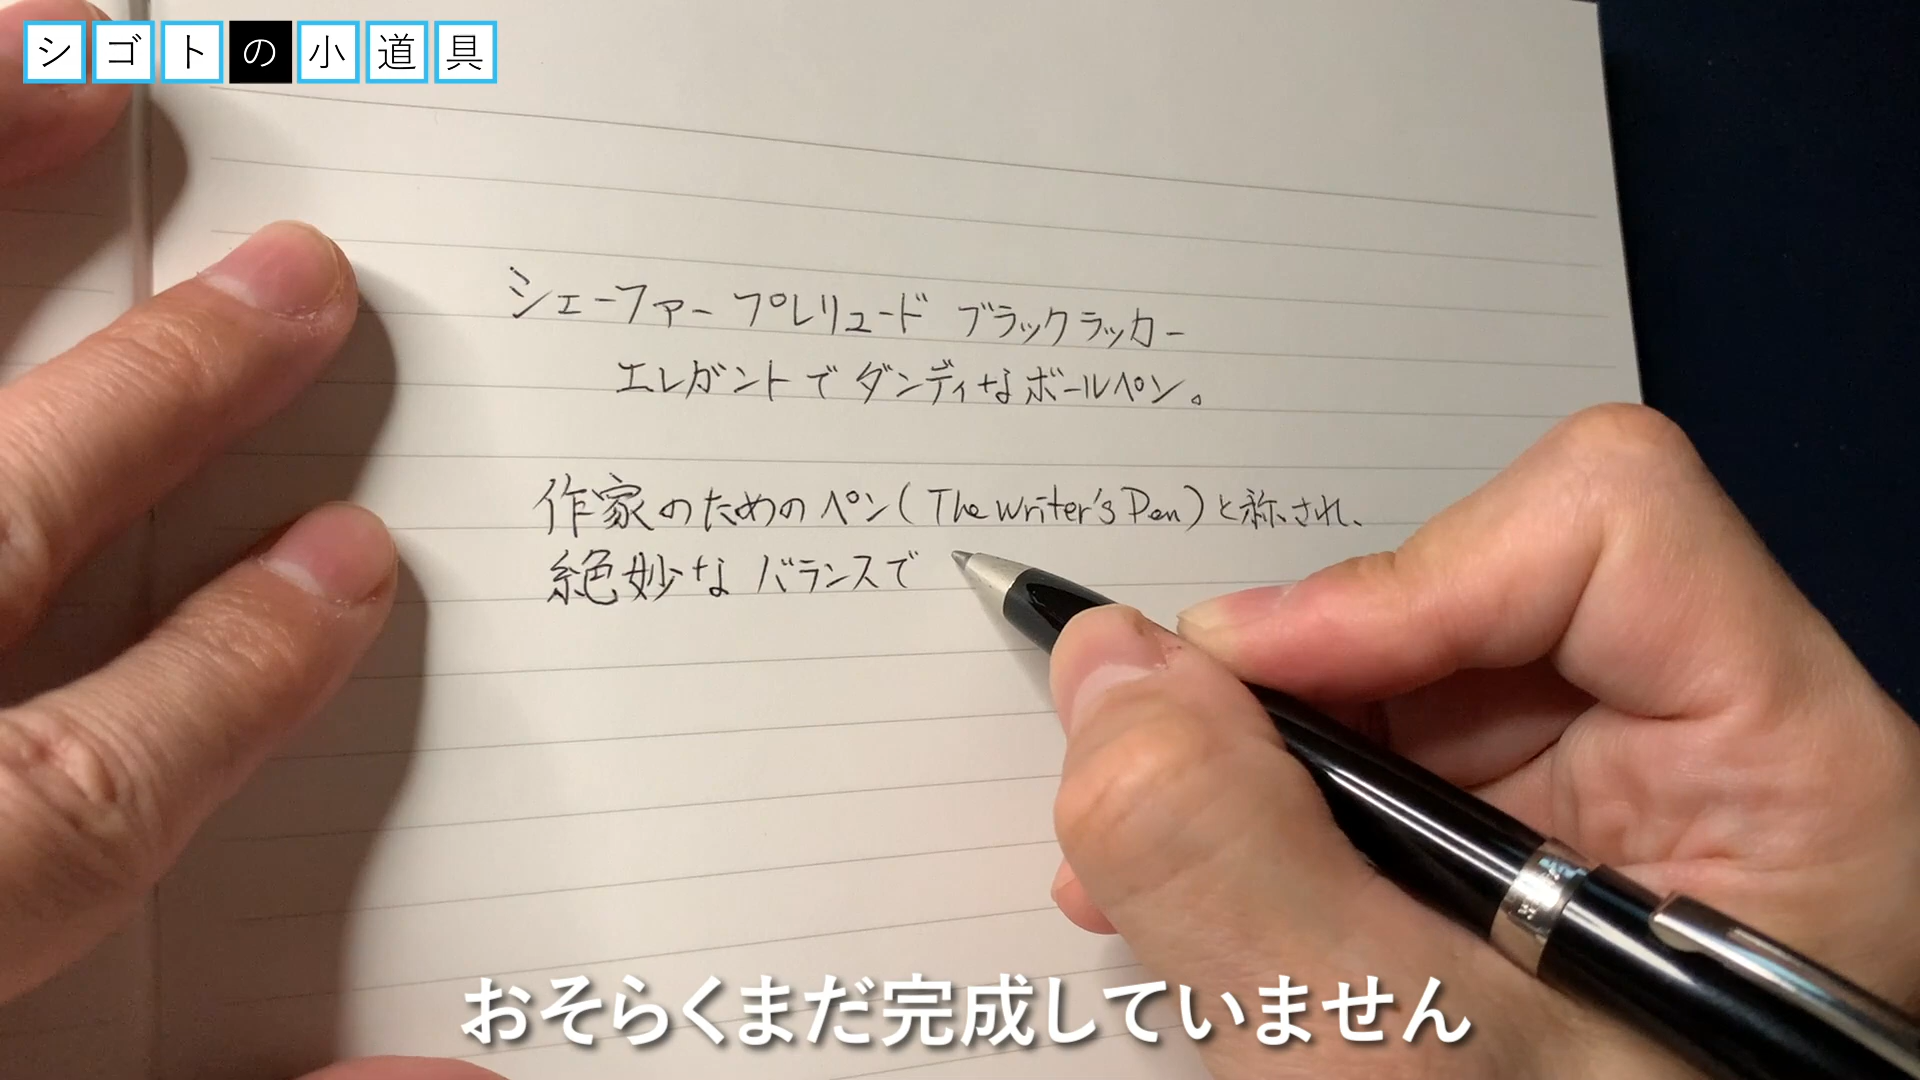 シゴトの小道具
シェーファー プレリュード ブラックラッカー
エレガントで ダンディなボールペン。
作家のためのペン(The writer's Pen)と称され、
絶妙な バランスで
おそらくまだ完成していません